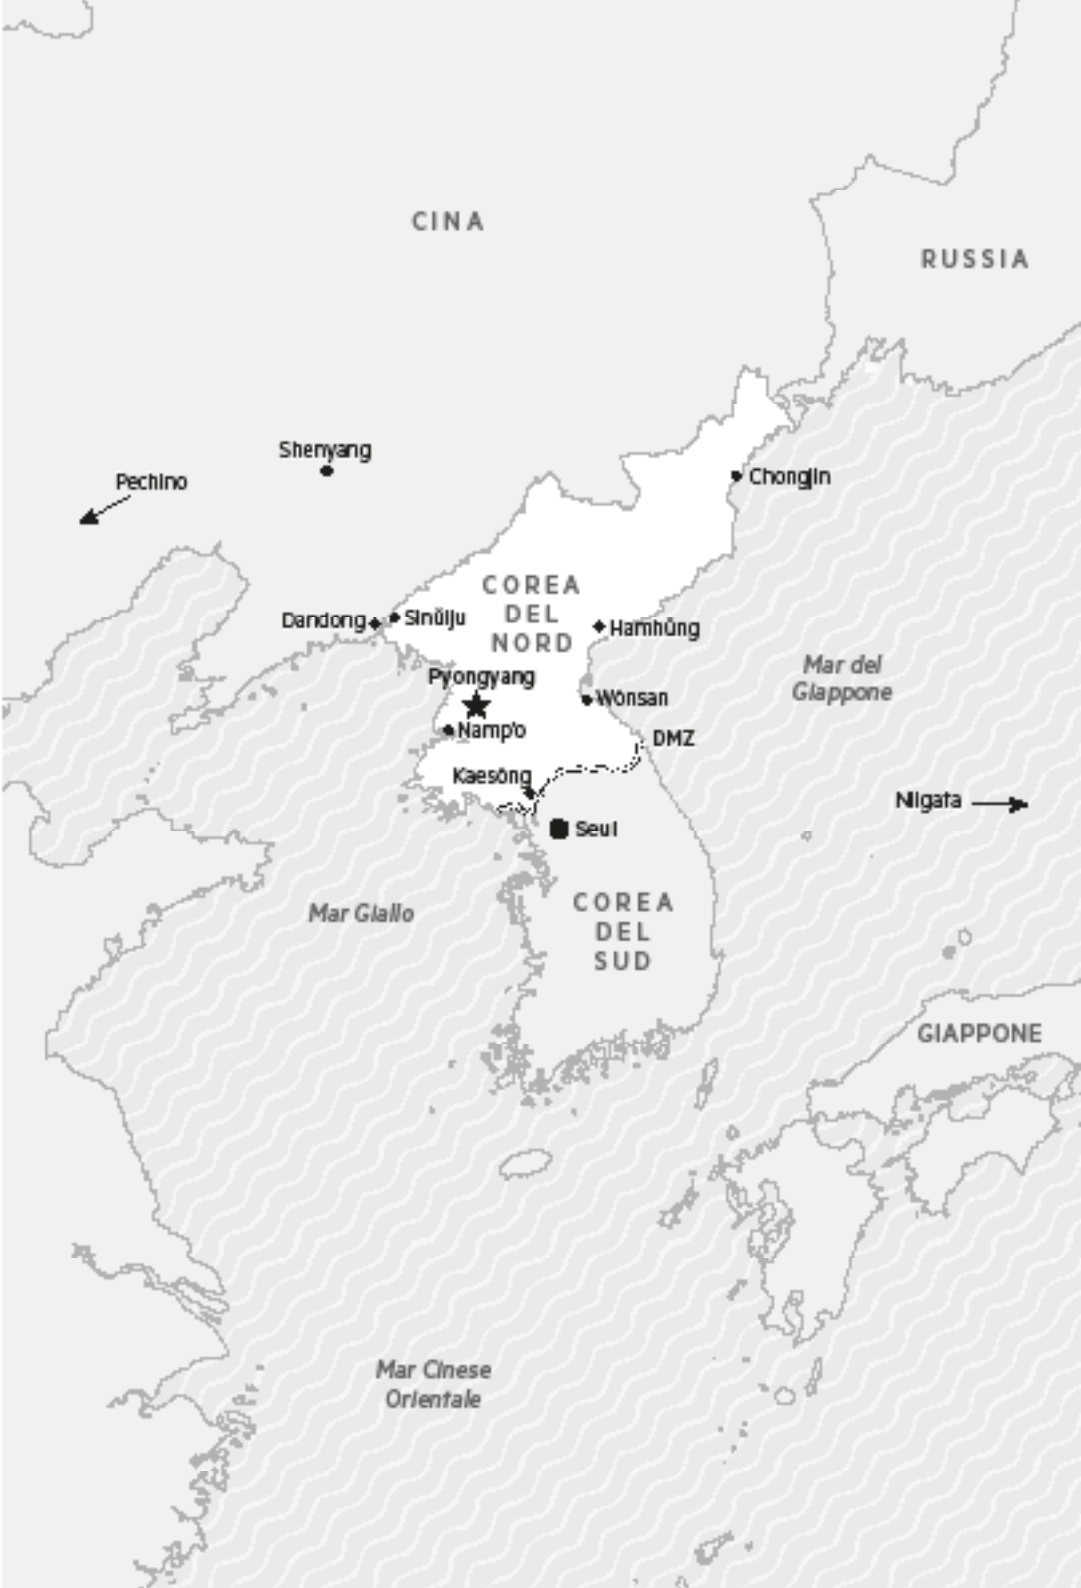 CINA
RUSSIA
Shenyang
Pechino
Chongjin
COREA
DEL
NORD
Dandong
Sinŭiju
Hamhŭng
Mar del
Giappone
Pyongyang
Wŏnsan
Namp'o
DMZ
Kaesŏng
Niigata
Seul
COREA
DEL
SUD
Mar Giallo
GIAPPONE
Mar Cinese
Orientale